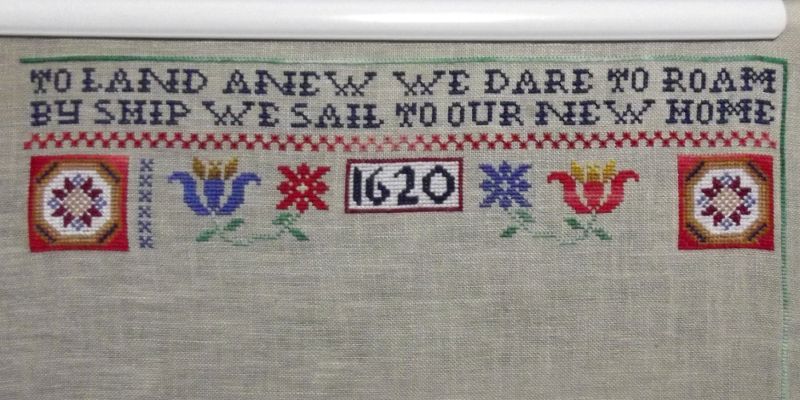 TO LAND ANEW WE DARE TO ROAM
BY SHIP WE SAIL TO OUR NEW HOME
1620